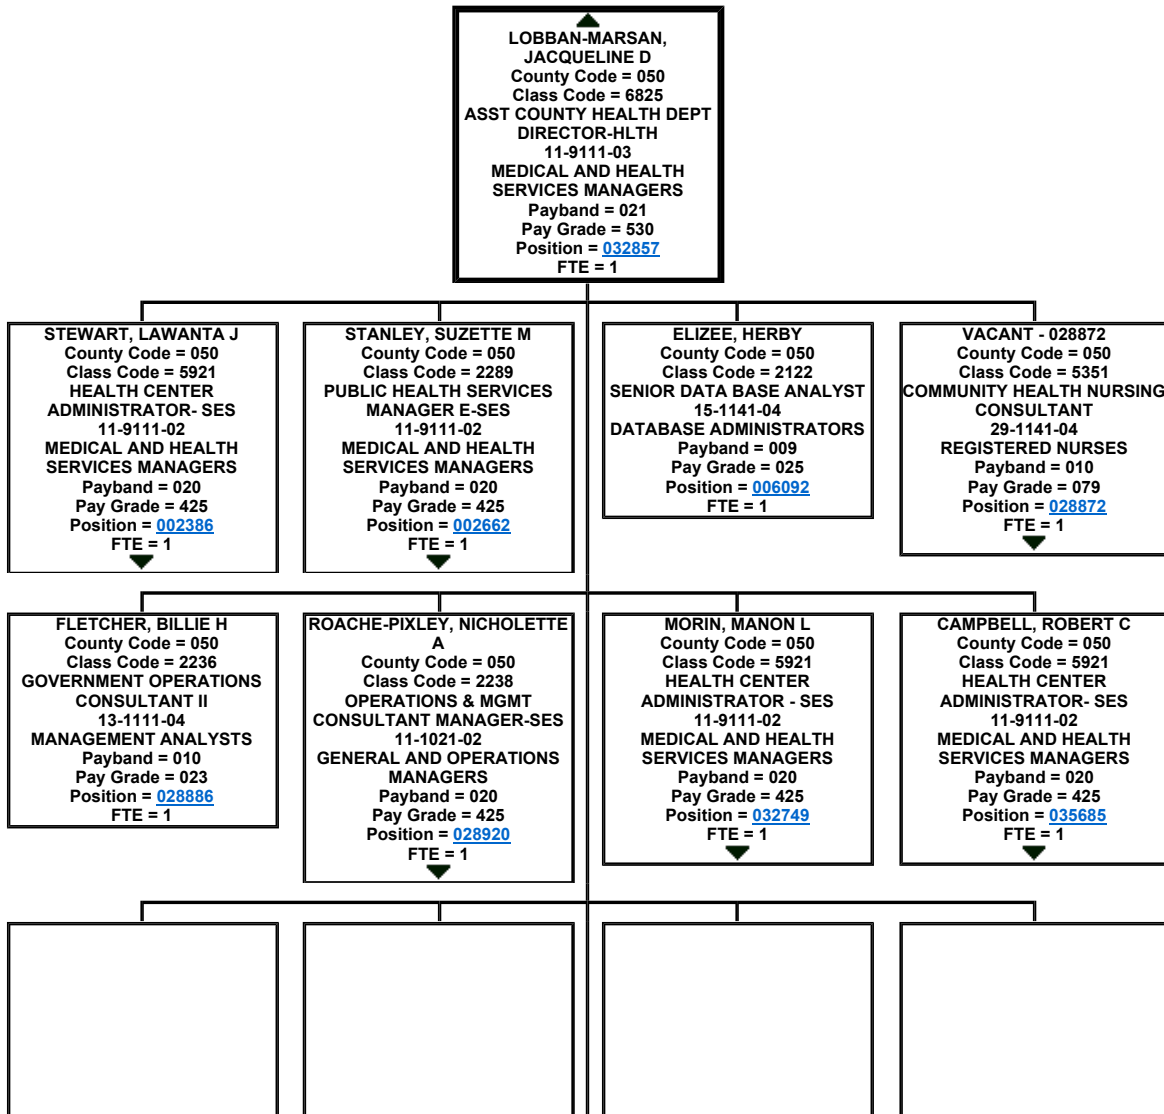 LOBBAN-MARSAN,
JACQUELINE D
County Code = 050
Class Code = 6825
ASST COUNTY HEALTH DEPT
DIRECTOR-HLTH
11-9111-03
MEDICAL AND HEALTH
SERVICES MANAGERS
Payband = 021
Pay Grade = 530
Position = 032857
FTE = 1
STEWART, LAWANTA J
County Code = 050
Class Code = 5921
HEALTH CENTER
ADMINISTRATOR- SES
11-9111-02
MEDICAL AND HEALTH
SERVICES MANAGERS
Payband = 020
Pay Grade = 425
Position = 002386
FTE = 1
STANLEY, SUZETTE M
County Code = 050
Class Code = 2289
PUBLIC HEALTH SERVICES
MANAGER E-SES
11-9111-02
MEDICAL AND HEALTH
SERVICES MANAGERS
Payband = 020
Pay Grade = 425
Position = 002662
FTE = 1
ELIZEE, HERBY
County Code = 050
Class Code = 2122
SENIOR DATA BASE ANALYST
15-1141-04
DATABASE ADMINISTRATORS
Payband = 009
Pay Grade = 025
Position = 006092
FTE = 1
VACANT - 028872
County Code = 050
Class Code = 5351
COMMUNITY HEALTH NURSING
CONSULTANT
29-1141-04
REGISTERED NURSES
Payband = 010
Pay Grade = 079
Position = 028872
FTE = 1
FLETCHER, BILLIE H
County Code = 050
Class Code = 2236
GOVERNMENT OPERATIONS
CONSULTANT II
13-1111-04
MANAGEMENT ANALYSTS
Payband = 010
Pay Grade = 023
Position = 028886
FTE = 1
ROACHE-PIXLEY, NICHOLETTE
A
County Code = 050
Class Code = 2238
OPERATIONS & MGMT
CONSULTANT MANAGER-SES
11-1021-02
GENERAL AND OPERATIONS
MANAGERS
Payband = 020
Pay Grade = 425
Position = 028920
FTE = 1
MORIN, MANON L
County Code = 050
Class Code = 5921
HEALTH CENTER
ADMINISTRATOR - SES
11-9111-02
MEDICAL AND HEALTH
SERVICES MANAGERS
Payband = 020
Pay Grade = 425
Position = 032749
FTE = 1
CAMPBELL, ROBERT C
County Code = 050
Class Code = 5921
HEALTH CENTER
ADMINISTRATOR- SES
11-9111-02
MEDICAL AND HEALTH
SERVICES MANAGERS
Payband = 020
Pay Grade = 425
Position = 035685
FTE = 1